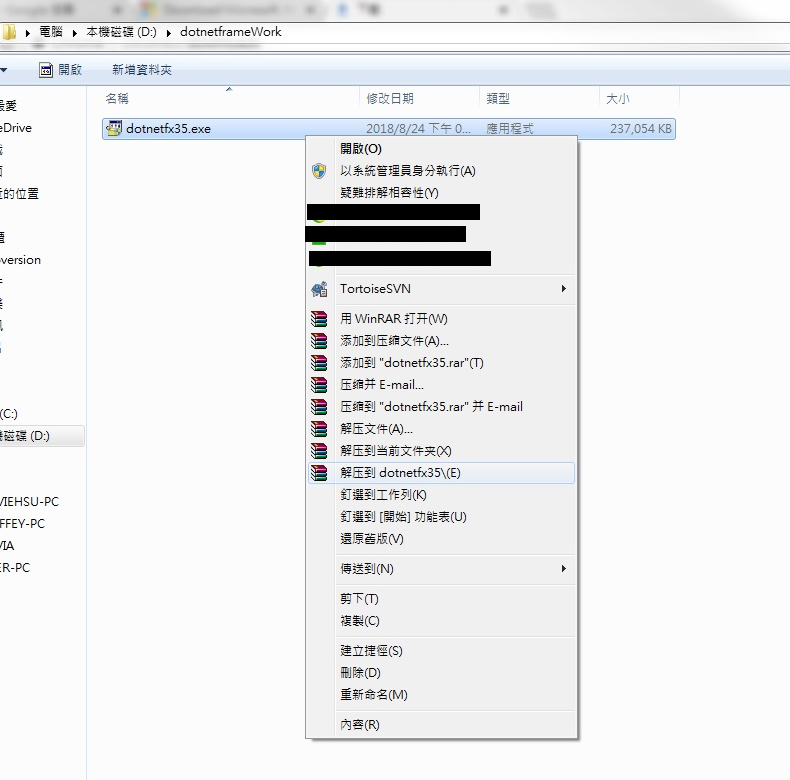 電腦 ▸ 本機磁碟 (D:) ▸ dotnetframeWork
開啟 新增資料夾
名稱 修改日期 類型 大小
dotnetfx35.exe 2018/8/24 下午 0... 應用程式 237,054 KB
eDrive
近的位置
version
(C:)
機磁碟 (D:)
VIEHSU-PC
FFEY-PC
VIA
ER-PC
開啟(O)
以系統管理員身分執行(A)
疑難排解相容性(Y)
TortoiseSVN
用 WinRAR 打开(W)
添加到压缩文件(A)...
添加到 "dotnetfx35.rar"(T)
压缩并 E-mail...
压缩到 "dotnetfx35.rar" 并 E-mail
解压文件(A)...
解压到当前文件夹(X)
解压到 dotnetfx35\(E)
釘選到工作列(K)
釘選到 [開始] 功能表(U)
還原舊版(V)
傳送到(N)
剪下(T)
複製(C)
建立捷徑(S)
刪除(D)
重新命名(M)
內容(R)